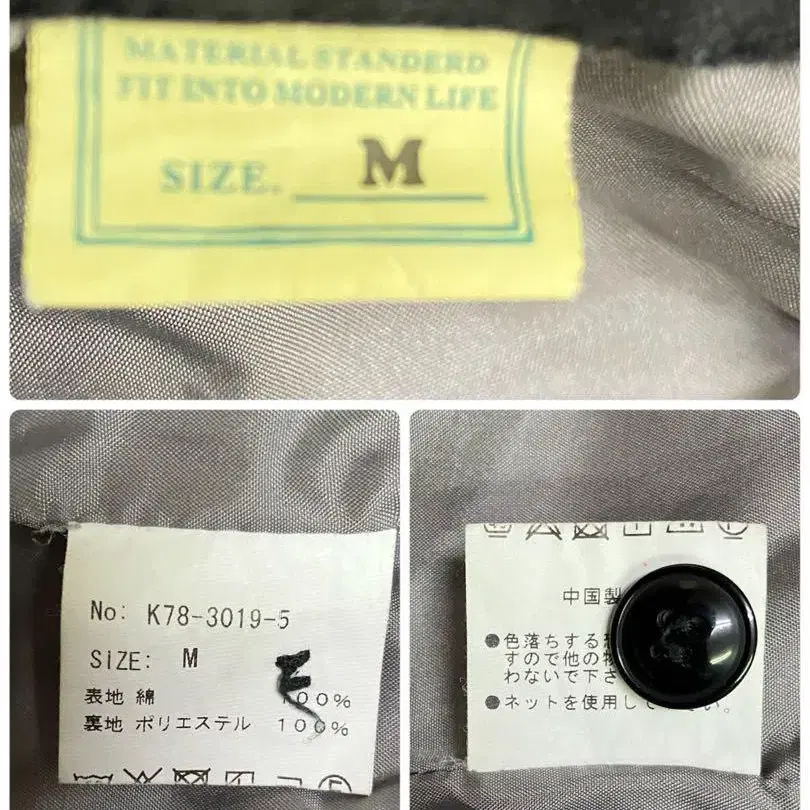 MATERIAL STANDERD
FIT INTO MODERN LIFE
SIZE. M
No: K78-3019-5
SIZE: M
表地 綿 100%
裏地 ポリエステル 100%
中国製
●色落ちする
すので他の
わないで下さ
●ネットを使用して
い。